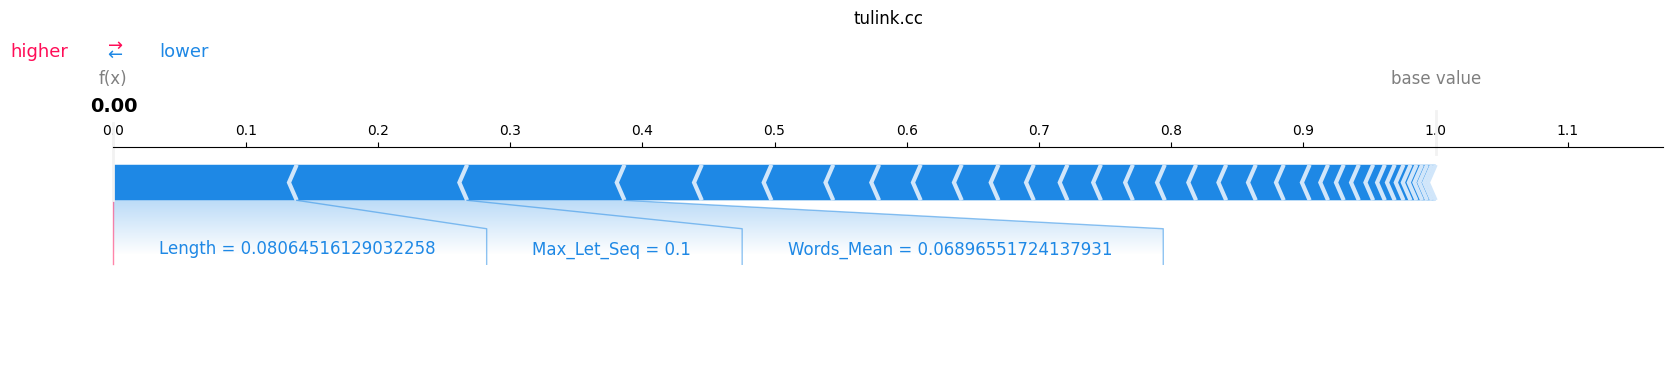 tulink.cc
higher ⇄ lower
f(x)
base value
0.00
0.0 0.1 0.2 0.3 0.4 0.5 0.6 0.7 0.8 0.9 1.0 1.1
Length = 0.08064516129032258
Max_Let_Seq = 0.1
Words_Mean = 0.06896551724137931